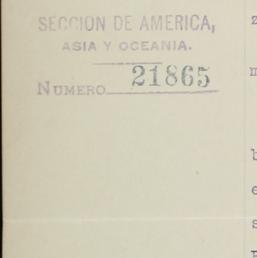 SECCION DE AMERICA,
ASIA Y OCEANIA.
NUMERO 21865